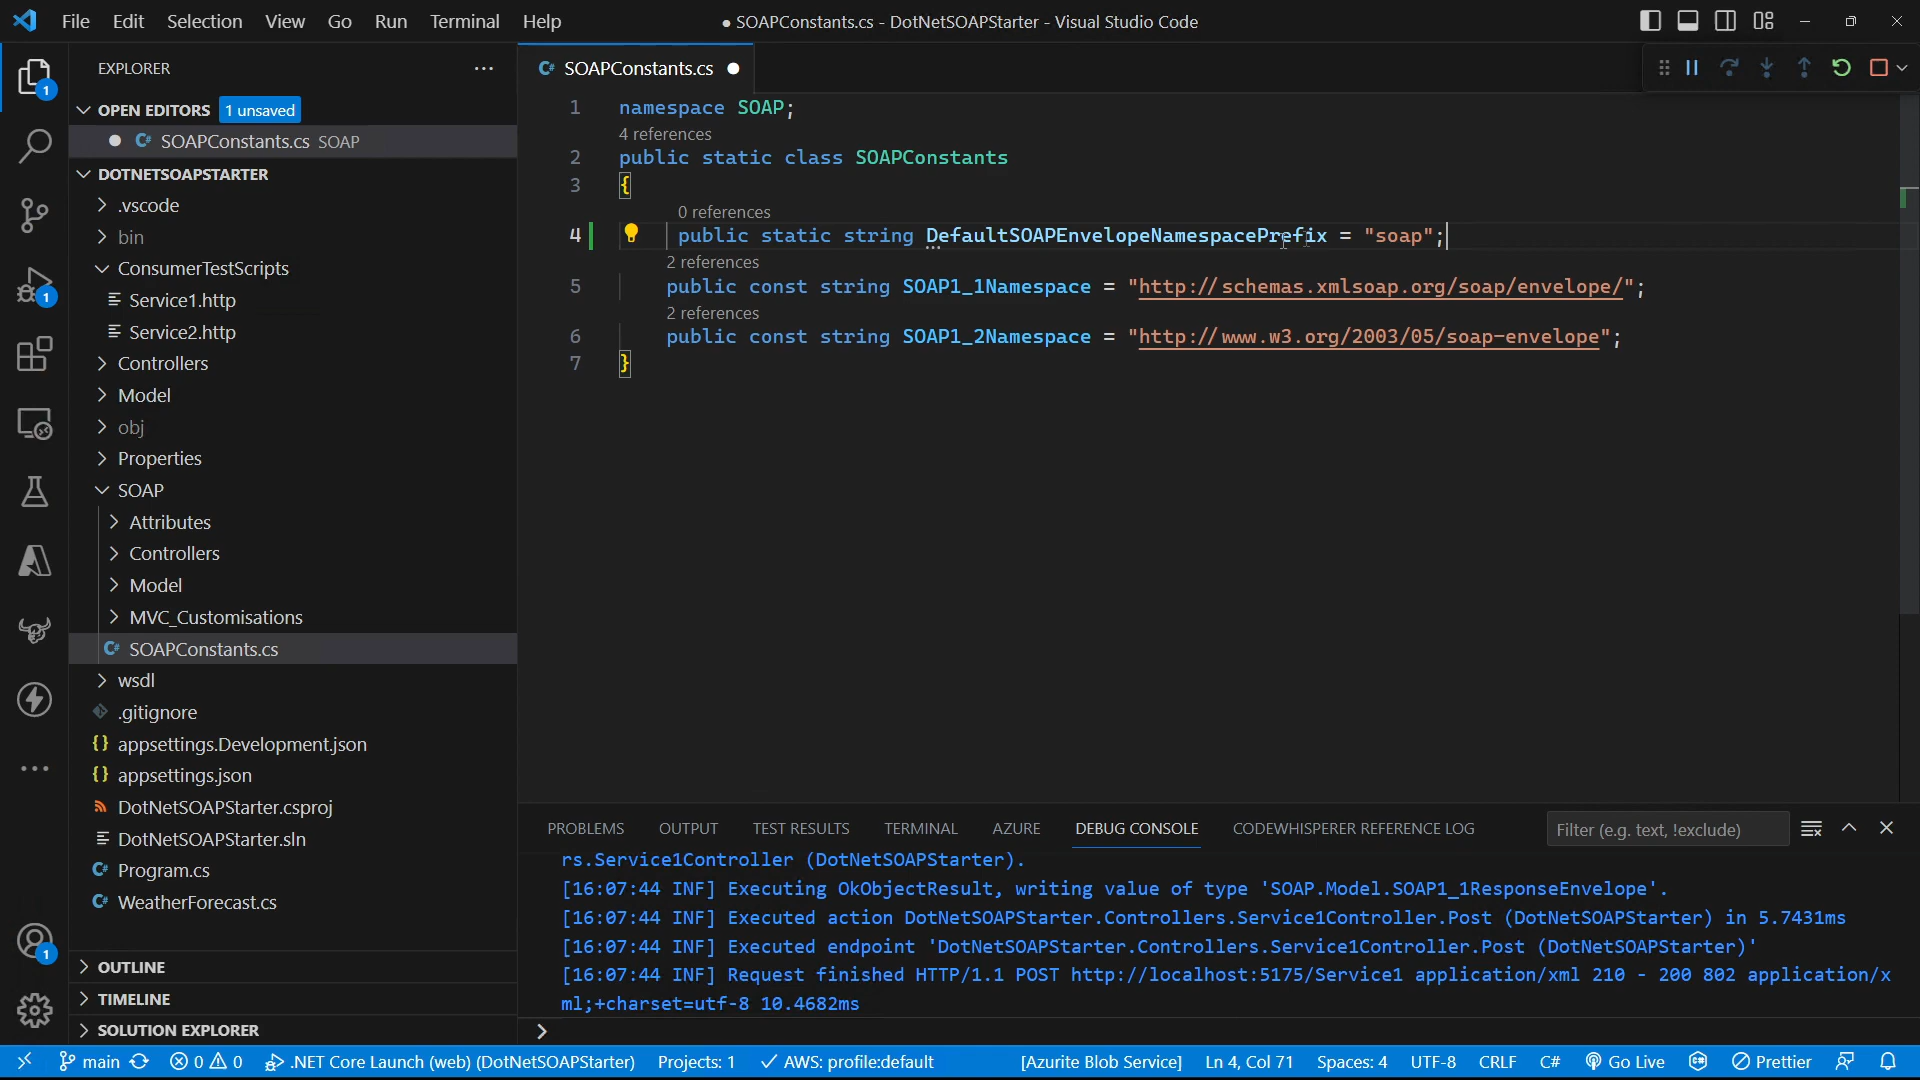 File Edit Selection View Go Run Terminal Help
● SOAPConstants.cs - DotNetSOAPStarter - Visual Studio Code
EXPLORER
OPEN EDITORS 1 unsaved
SOAPConstants.cs SOAP
DOTNETSOAPSTARTER
.vscode
bin
ConsumerTestScripts
Service1.http
Service2.http
Controllers
Model
obj
Properties
SOAP
Attributes
Controllers
Model
MVC_Customisations
SOAPConstants.cs
wsdl
.gitignore
appsettings.Development.json
appsettings.json
DotNetSOAPStarter.csproj
DotNetSOAPStarter.sln
Program.cs
WeatherForecast.cs
OUTLINE
TIMELINE
SOLUTION EXPLORER
1
1
1
SOAPConstants.cs
1 namespace SOAP;
4 references
2 public static class SOAPConstants
3 {
0 references
4 public static string DefaultSOAPEnvelopeNamespacePrefix = "soap";
2 references
5 public const string SOAP1_1Namespace = "http://schemas.xmlsoap.org/soap/envelope/";
2 references
6 public const string SOAP1_2Namespace = "http://www.w3.org/2003/05/soap-envelope";
7 }
PROBLEMS OUTPUT TEST RESULTS TERMINAL AZURE DEBUG CONSOLE CODEWHISPERER REFERENCE LOG
Filter (e.g. text, !exclude)
rs.Service1Controller (DotNetSOAPStarter).
[16:07:44 INF] Executing OkObjectResult, writing value of type 'SOAP.Model.SOAP1_1ResponseEnvelope'.
[16:07:44 INF] Executed action DotNetSOAPStarter.Controllers.Service1Controller.Post (DotNetSOAPStarter) in 5.7431ms
[16:07:44 INF] Executed endpoint 'DotNetSOAPStarter.Controllers.Service1Controller.Post (DotNetSOAPStarter)'
[16:07:44 INF] Request finished HTTP/1.1 POST http://localhost:5175/Service1 application/xml 210 - 200 802 application/x
ml;+charset=utf-8 10.4682ms
main 0 0 .NET Core Launch (web) (DotNetSOAPStarter) Projects: 1 AWS: profile:default [Azurite Blob Service] Ln 4, Col 71 Spaces: 4 UTF-8 CRLF C# Go Live Prettier